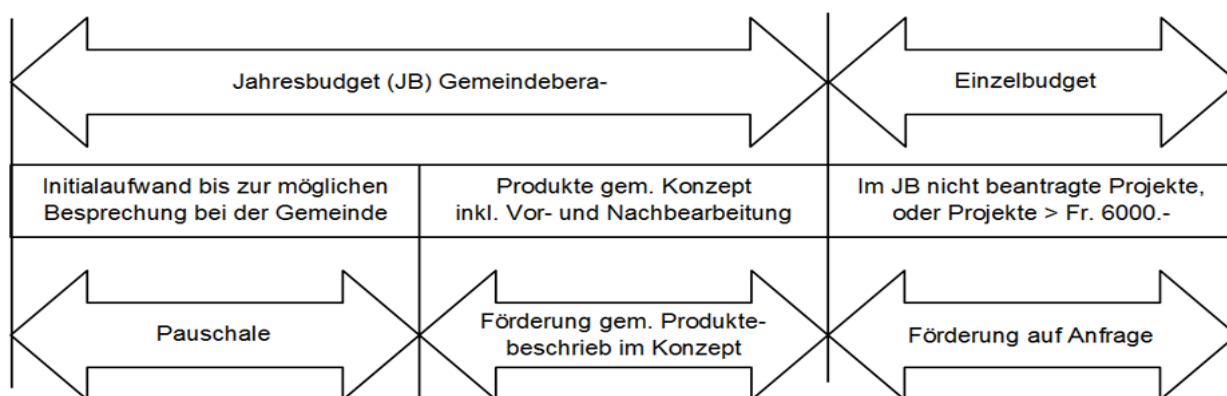 Jahresbudget (JB) Gemeindebera-
Einzelbudget
Initialaufwand bis zur möglichen
Besprechung bei der Gemeinde
Produkte gem. Konzept
inkl. Vor- und Nachbearbeitung
Im JB nicht beantragte Projekte,
oder Projekte > Fr. 6000.-
Pauschale
Förderung gem. Produkte-
beschrieb im Konzept
Förderung auf Anfrage